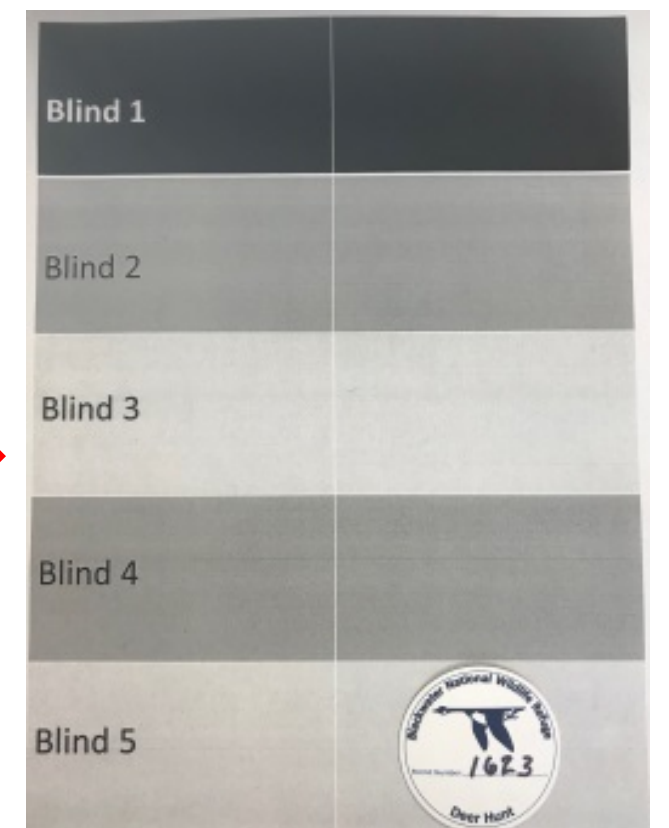 Blind 1
Blind 2
Blind 3
Blind 4
Blind 5
Blackwater National Wildlife Refuge
1623
Deer Hunt